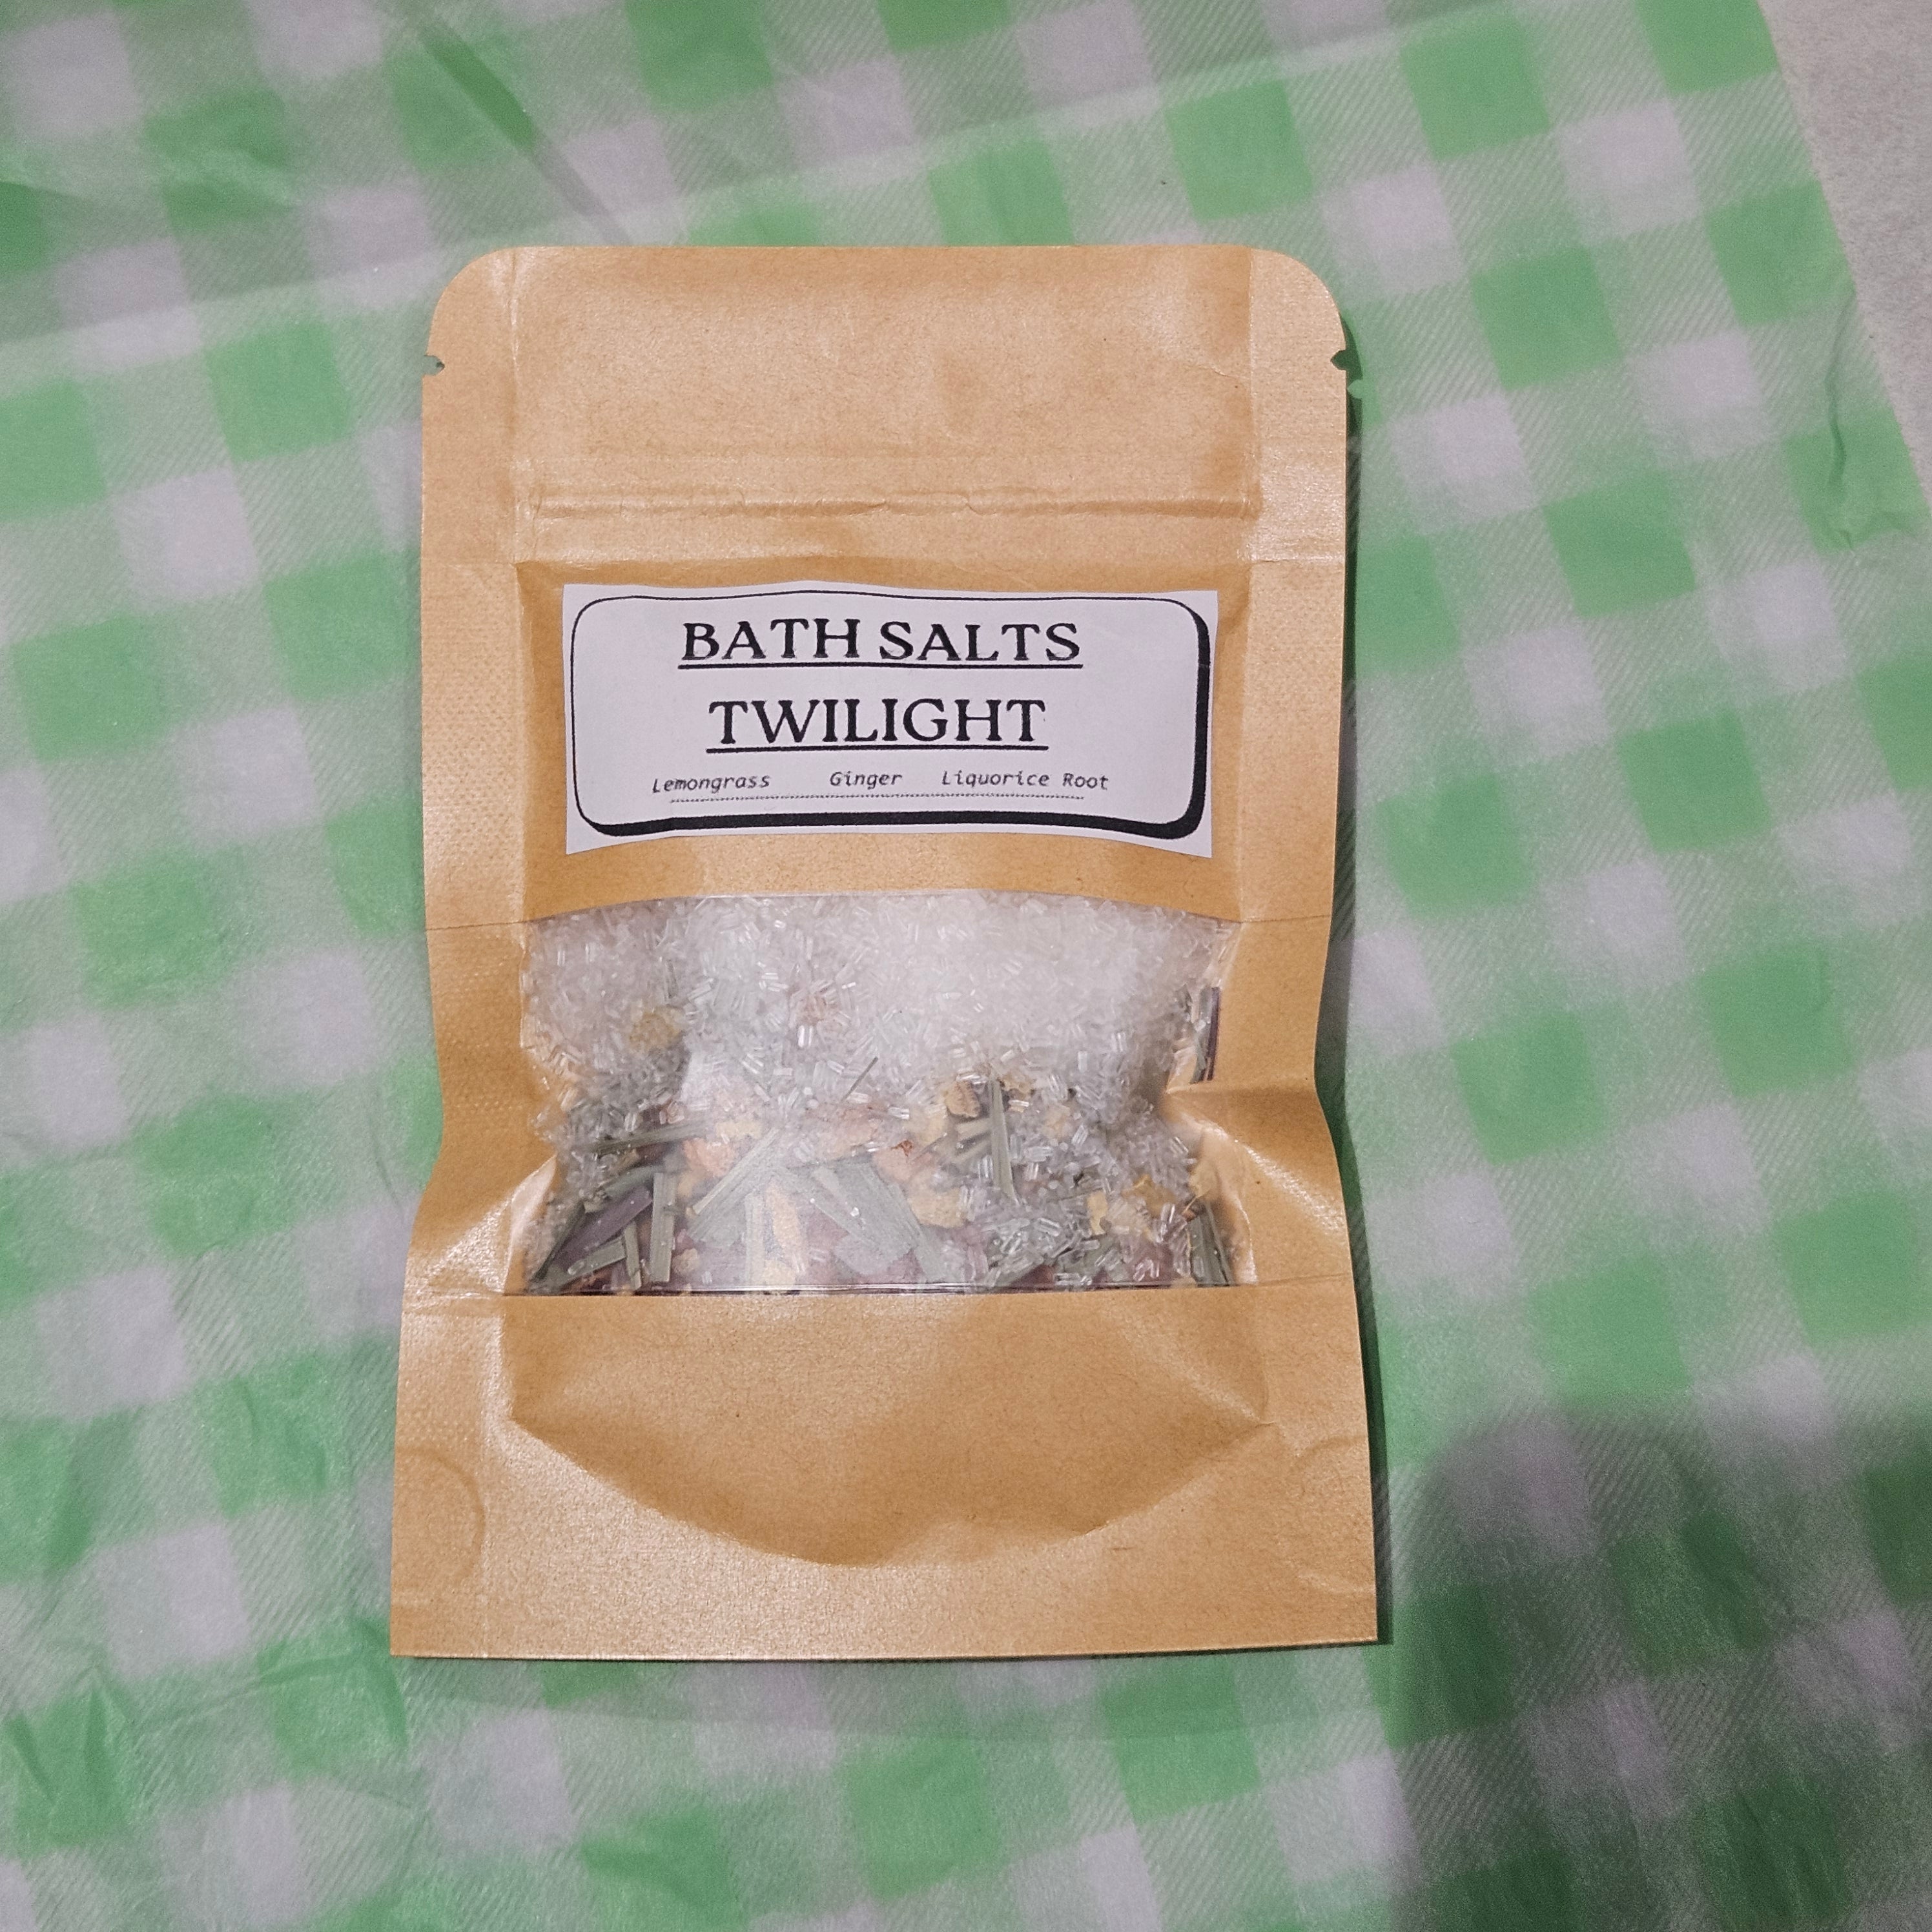 BATH SALTS
TWILIGHT
Lemongrass Ginger Liquorice Root